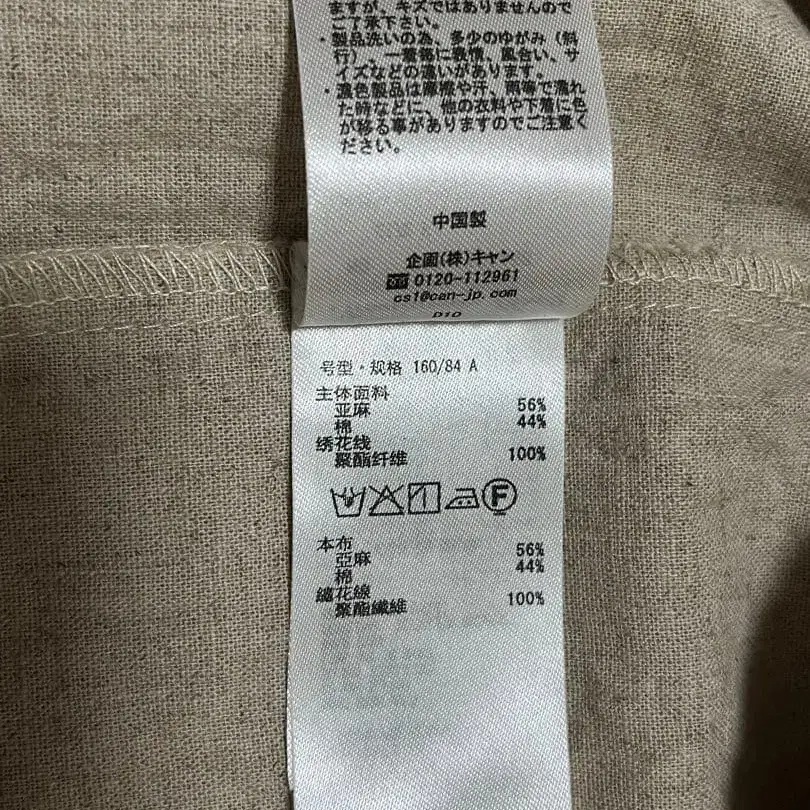 ますが、キズではありませんので
ご了承下さい。
・製品洗いの為、多少のゆがみ（斜
行）、一着毎に表情、風合い、サ
イズなどの違いがあります。
・濃色製品は摩擦や汗、雨等で濡れ
た時などに、他の衣料や下着に色
が移る事がありますのでご注意く
ださい。
中国製
企画(株)キャン
0120-112961
cs1@can-jp.com
D10
号型・规格 160/84 A
主体面料
亚麻 56%
棉 44%
绣花线
聚酯纤维 100%
F
本布
亞麻 56%
棉 44%
繡花線
聚酯纖維 100%